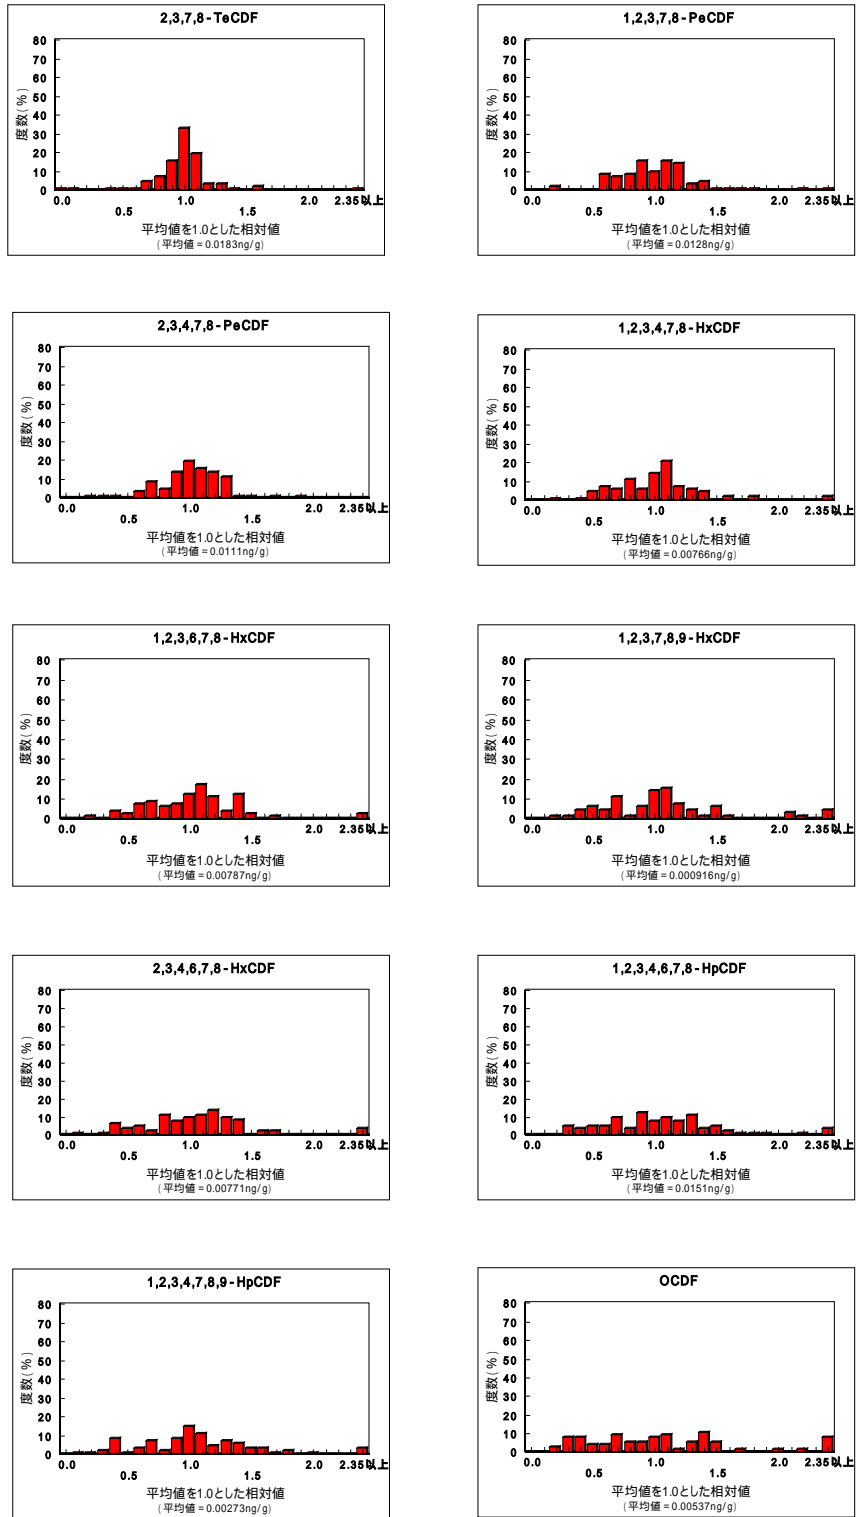 2,3,7,8-TeCDF
80
70
60
50
40
30
20
10
0
度数(%)
0.0 1.0 2.0 2.35以上
0.5 1.5
平均値を1.0とした相対値
(平均値=0.0183ng/g)
1,2,3,7,8-PeCDF
80
70
60
50
40
30
20
10
0
度数(%)
0.0 1.0 2.0 2.35以上
0.5 1.5
平均値を1.0とした相対値
(平均値=0.0128ng/g)
2,3,4,7,8-PeCDF
80
70
60
50
40
30
20
10
0
度数(%)
0.0 1.0 2.0 2.35以上
0.5 1.5
平均値を1.0とした相対値
(平均値=0.0111ng/g)
1,2,3,4,7,8-HxCDF
80
70
60
50
40
30
20
10
0
度数(%)
0.0 1.0 2.0 2.35以上
0.5 1.5
平均値を1.0とした相対値
(平均値=0.00766ng/g)
1,2,3,6,7,8-HxCDF
80
70
60
50
40
30
20
10
0
度数(%)
0.0 1.0 2.0 2.35以上
0.5 1.5
平均値を1.0とした相対値
(平均値=0.00787ng/g)
1,2,3,7,8,9-HxCDF
80
70
60
50
40
30
20
10
0
度数(%)
0.0 1.0 2.0 2.35以上
0.5 1.5
平均値を1.0とした相対値
(平均値=0.000916ng/g)
2,3,4,6,7,8-HxCDF
80
70
60
50
40
30
20
10
0
度数(%)
0.0 1.0 2.0 2.35以上
0.5 1.5
平均値を1.0とした相対値
(平均値=0.00771ng/g)
1,2,3,4,6,7,8-HpCDF
80
70
60
50
40
30
20
10
0
度数(%)
0.0 1.0 2.0 2.35以上
0.5 1.5
平均値を1.0とした相対値
(平均値=0.0151ng/g)
1,2,3,4,7,8,9-HpCDF
80
70
60
50
40
30
20
10
0
度数(%)
0.0 1.0 2.0 2.35以上
0.5 1.5
平均値を1.0とした相対値
(平均値=0.00273ng/g)
OCDF
80
70
60
50
40
30
20
10
0
度数(%)
0.0 1.0 2.0 2.35以上
0.5 1.5
平均値を1.0とした相対値
(平均値=0.00537ng/g)